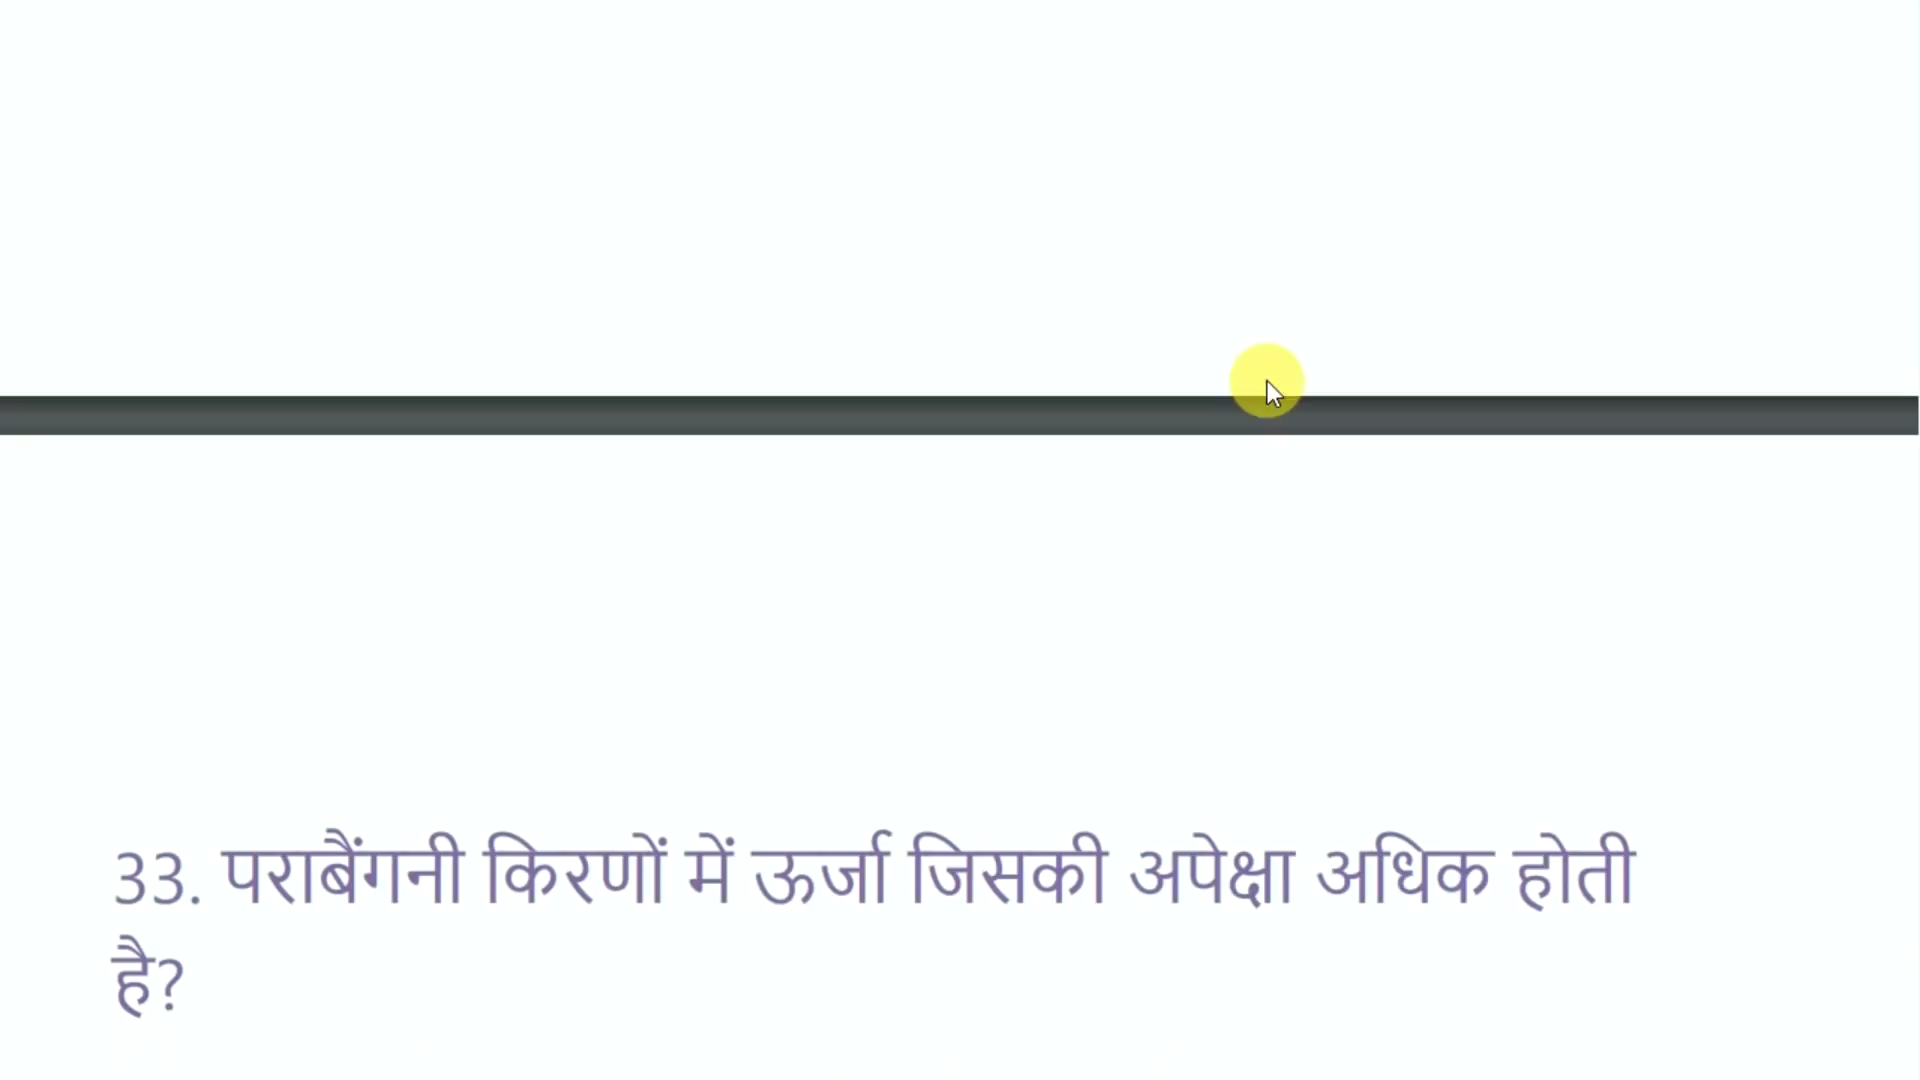 33. पराबैंगनी किरणों में ऊर्जा जिसकी अपेक्षा अधिक होती
है?